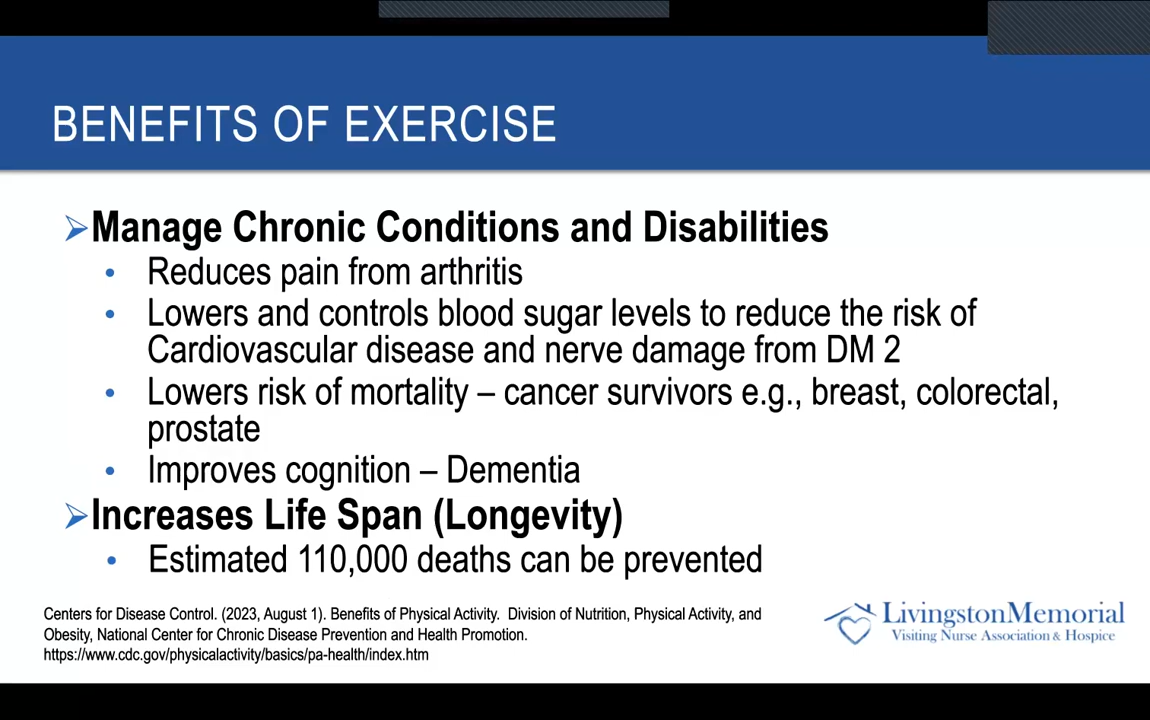 BENEFITS OF EXERCISE
Manage Chronic Conditions and Disabilities
• Reduces pain from arthritis
• Lowers and controls blood sugar levels to reduce the risk of
Cardiovascular disease and nerve damage from DM 2
• Lowers risk of mortality – cancer survivors e.g., breast, colorectal,
prostate
• Improves cognition – Dementia
Increases Life Span (Longevity)
• Estimated 110,000 deaths can be prevented
Centers for Disease Control. (2023, August 1). Benefits of Physical Activity. Division of Nutrition, Physical Activity, and
Obesity, National Center for Chronic Disease Prevention and Health Promotion.
https://www.cdc.gov/physicalactivity/basics/pa-health/index.htm
LivingstonMemorial
Visiting Nurse Association & Hospice